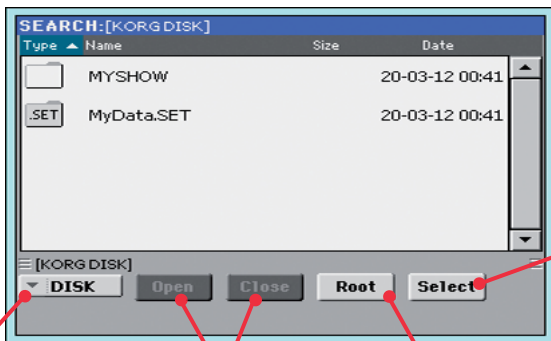 SEARCH:[KORG DISK]
Type Name Size Date
MYSHOW 20-03-12 00:41
.SET MyData.SET 20-03-12 00:41
[KORG DISK]
DISK Open Close Root Select